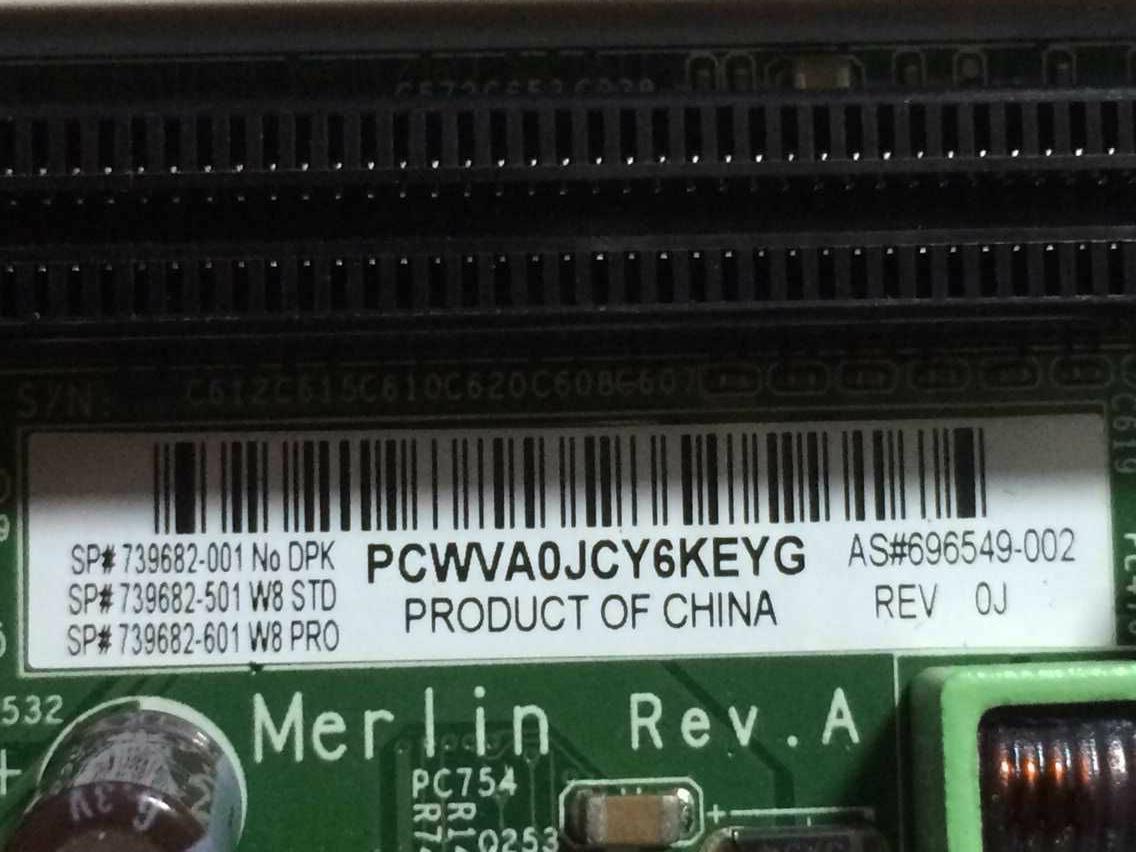 S/N:
C612C615C610C620C608C607
C619
SP# 739682-001 No DPK
SP# 739682-501 W8 STD
SP# 739682-601 W8 PRO
PCWVA0JCY6KEYG
PRODUCT OF CHINA
AS#696549-002
REV 0J
532
Merlin Rev.A
PC754
Q253
+
+